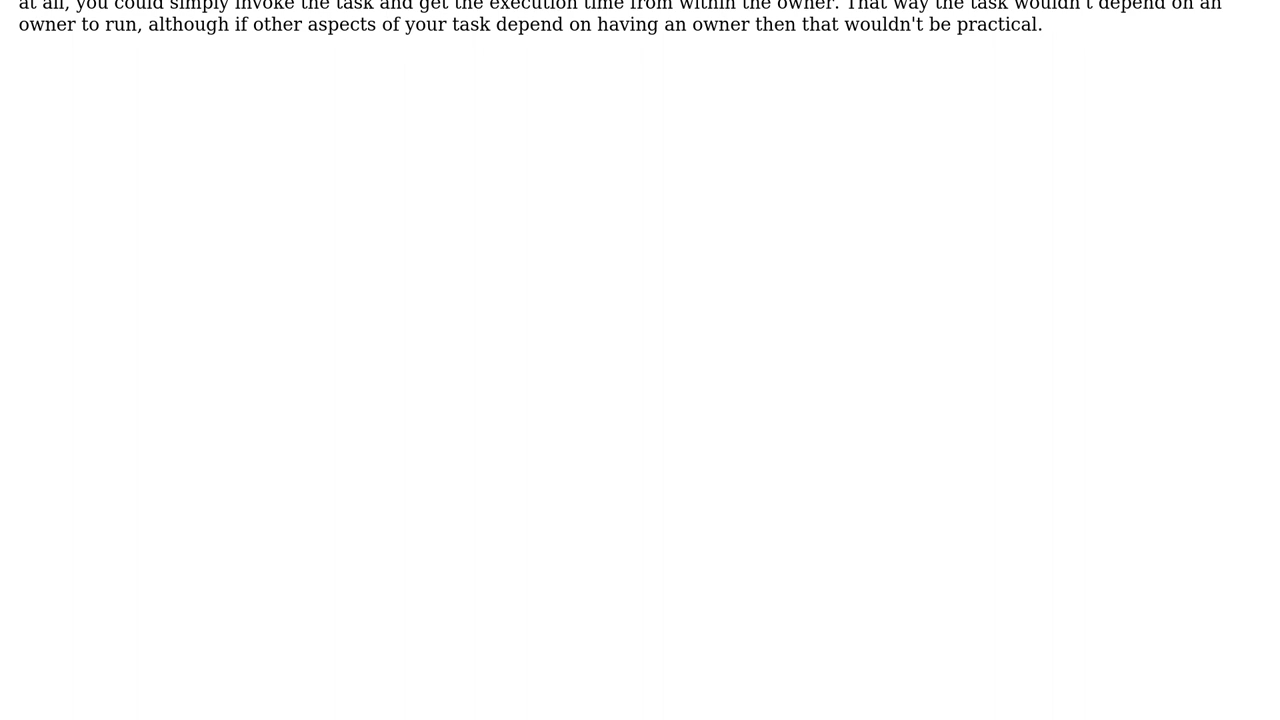 at all, you could simply invoke the task and get the execution time from within the owner. That way the task wouldn't depend on an
owner to run, although if other aspects of your task depend on having an owner then that wouldn't be practical.